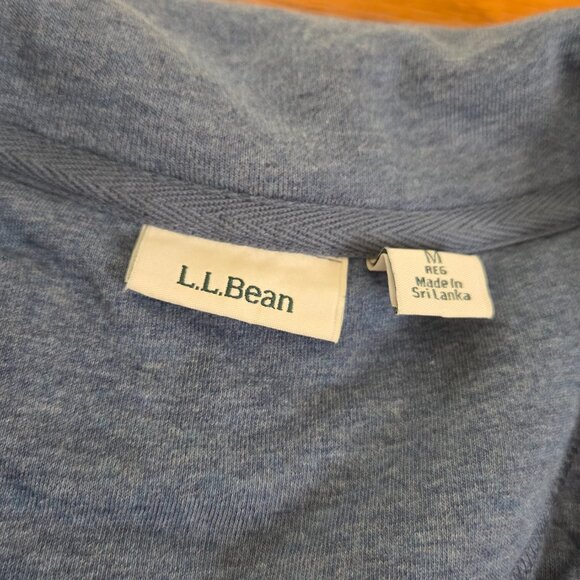 L.L.Bean
M
REG
Made In
Sri Lanka